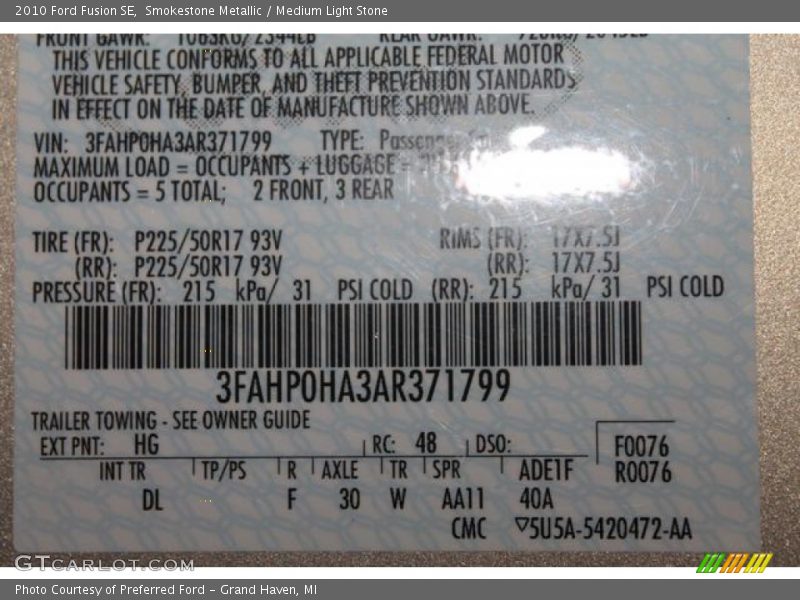 2010 Ford Fusion SE,  Smokestone Metallic / Medium Light Stone
FRONT GAWR: 1063KG/2344LB REAR GAWR:
THIS VEHICLE CONFORMS TO ALL APPLICABLE FEDERAL MOTOR
VEHICLE SAFETY, BUMPER, AND THEFT PREVENTION STANDARDS
IN EFFECT ON THE DATE OF MANUFACTURE SHOWN ABOVE.
VIN: 3FAHP0HA3AR371799 TYPE: Passenger
MAXIMUM LOAD = OCCUPANTS + LUGGAGE =
OCCUPANTS = 5 TOTAL; 2 FRONT, 3 REAR
TIRE (FR): P225/50R17 93V RIMS (FR): 17X7.5J
(RR): P225/50R17 93V (RR): 17X7.5J
PRESSURE (FR): 215 kPa/ 31 PSI COLD (RR): 215 kPa/ 31 PSI COLD
3FAHP0HA3AR371799
TRAILER TOWING - SEE OWNER GUIDE
EXT PNT: HG RC: 48 DSO: F0076
INT TR TP/PS R AXLE TR SPR ADE1F R0076
DL F 30 W AA11 40A
CMC ▽5U5A-5420472-AA
GTCarLot.com
Photo Courtesy of Preferred Ford – Grand Haven, MI